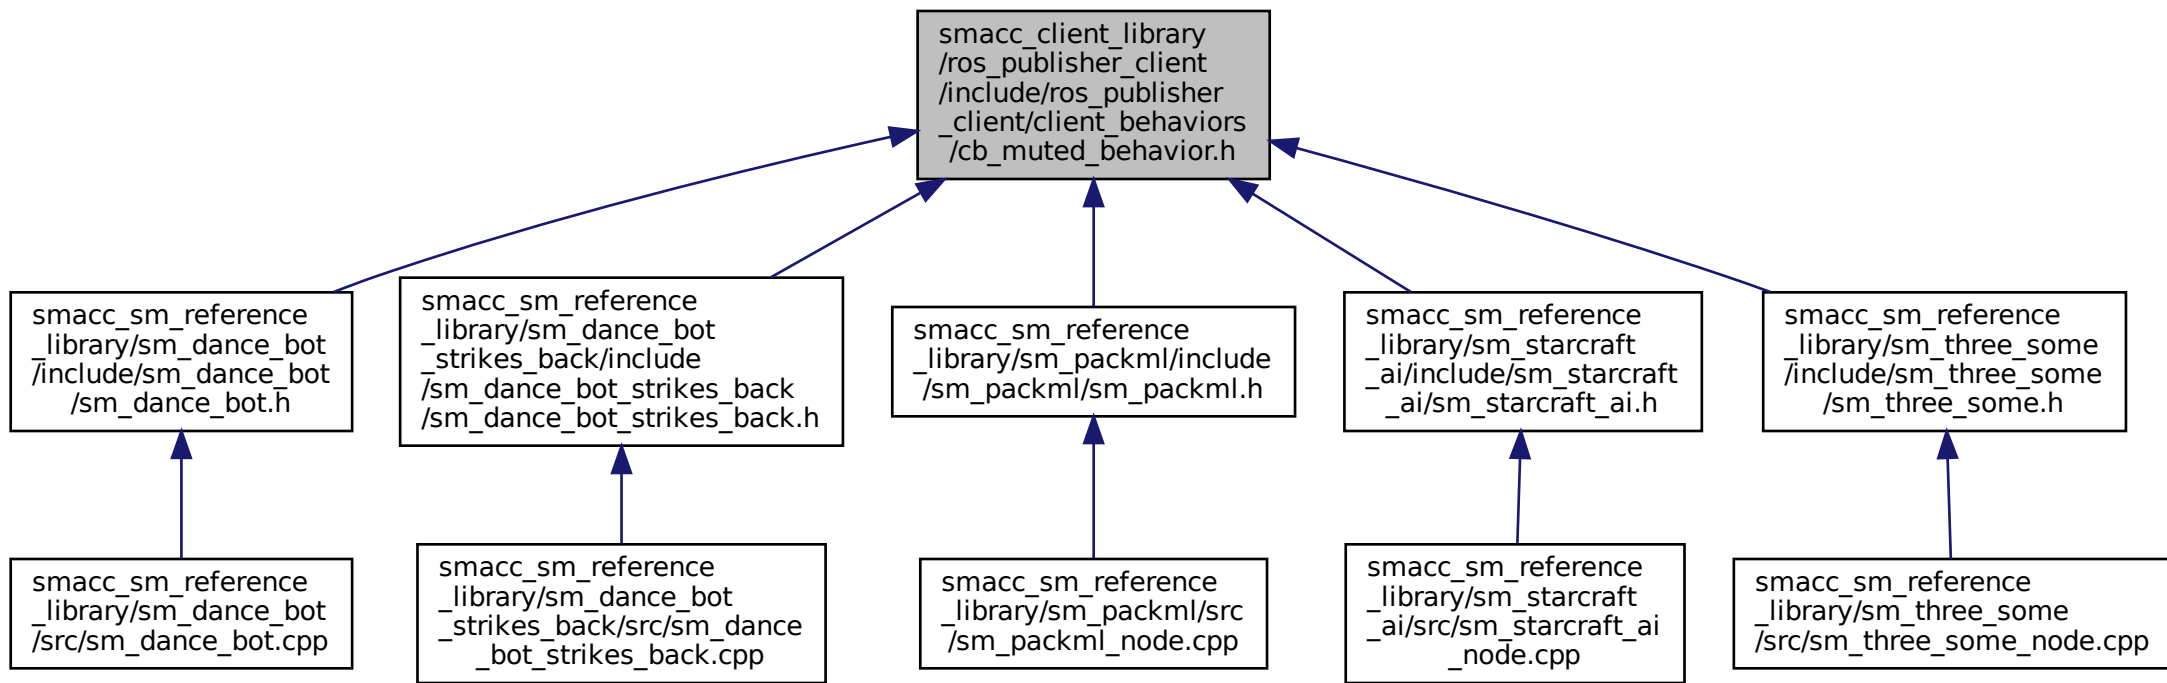 smacc_client_library
/ros_publisher_client
/include/ros_publisher
_client/client_behaviors
/cb_muted_behavior.h
smacc_sm_reference
_library/sm_dance_bot
/include/sm_dance_bot
/sm_dance_bot.h
smacc_sm_reference
_library/sm_dance_bot
_strikes_back/include
/sm_dance_bot_strikes_back
/sm_dance_bot_strikes_back.h
smacc_sm_reference
_library/sm_packml/include
/sm_packml/sm_packml.h
smacc_sm_reference
_library/sm_starcraft
_ai/include/sm_starcraft
_ai/sm_starcraft_ai.h
smacc_sm_reference
_library/sm_three_some
/include/sm_three_some
/sm_three_some.h
smacc_sm_reference
_library/sm_dance_bot
/src/sm_dance_bot.cpp
smacc_sm_reference
_library/sm_dance_bot
_strikes_back/src/sm_dance
_bot_strikes_back.cpp
smacc_sm_reference
_library/sm_packml/src
/sm_packml_node.cpp
smacc_sm_reference
_library/sm_starcraft
_ai/src/sm_starcraft_ai
_node.cpp
smacc_sm_reference
_library/sm_three_some
/src/sm_three_some_node.cpp